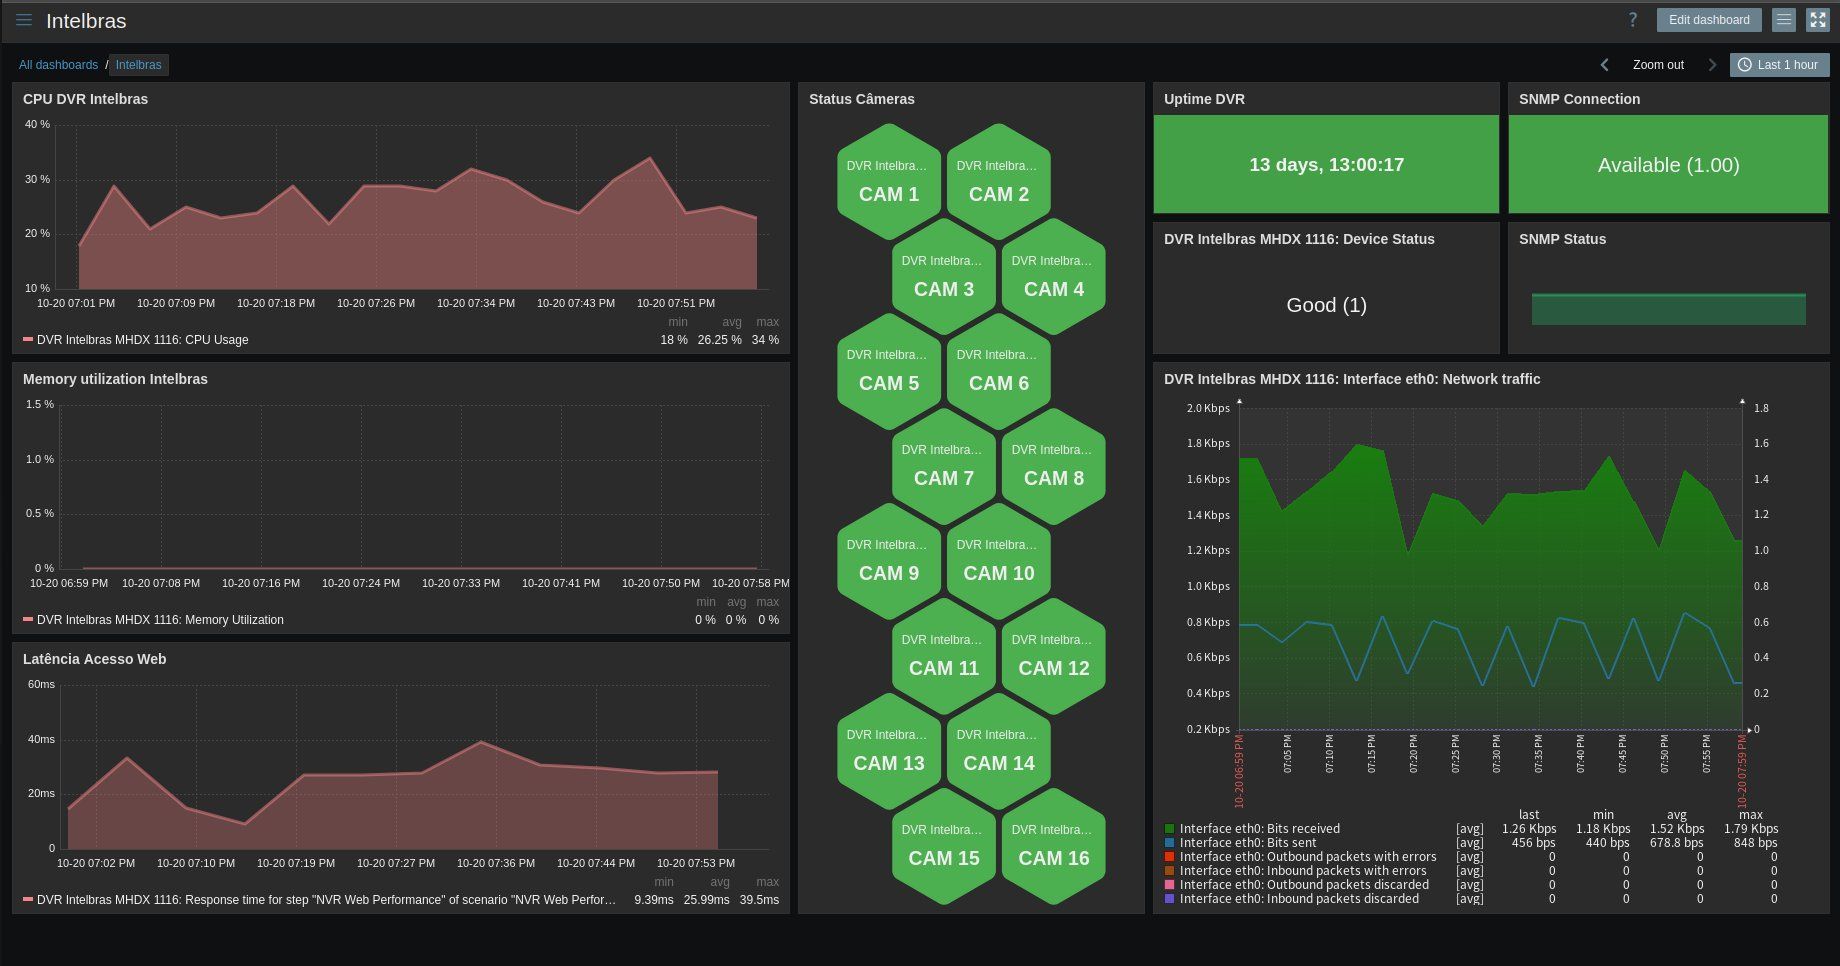 Intelbras
? Edit dashboard
All dashboards / Intelbras
Zoom out Last 1 hour
CPU DVR Intelbras
40 %
30 %
20 %
10 %
10-20 07:01 PM 10-20 07:09 PM 10-20 07:18 PM 10-20 07:26 PM 10-20 07:34 PM 10-20 07:43 PM 10-20 07:51 PM
min avg max
DVR Intelbras MHDX 1116: CPU Usage 18 % 26.25 % 34 %
Memory utilization Intelbras
1.5 %
1.0 %
0.5 %
0 %
10-20 06:59 PM 10-20 07:08 PM 10-20 07:16 PM 10-20 07:24 PM 10-20 07:33 PM 10-20 07:41 PM 10-20 07:50 PM 10-20 07:58 PM
min avg max
DVR Intelbras MHDX 1116: Memory Utilization 0 % 0 % 0 %
Latência Acesso Web
60ms
40ms
20ms
0
10-20 07:02 PM 10-20 07:10 PM 10-20 07:19 PM 10-20 07:27 PM 10-20 07:36 PM 10-20 07:44 PM 10-20 07:53 PM
min avg max
DVR Intelbras MHDX 1116: Response time for step "NVR Web Performance" of scenario "NVR Web Perfor... 9.39ms 25.99ms 39.5ms
Status Câmeras
DVR Intelbra... DVR Intelbra...
CAM 1 CAM 2
DVR Intelbra... DVR Intelbra...
CAM 3 CAM 4
DVR Intelbra... DVR Intelbra...
CAM 5 CAM 6
DVR Intelbra... DVR Intelbra...
CAM 7 CAM 8
DVR Intelbra... DVR Intelbra...
CAM 9 CAM 10
DVR Intelbra... DVR Intelbra...
CAM 11 CAM 12
DVR Intelbra... DVR Intelbra...
CAM 13 CAM 14
DVR Intelbra... DVR Intelbra...
CAM 15 CAM 16
Uptime DVR
13 days, 13:00:17
SNMP Connection
Available (1.00)
DVR Intelbras MHDX 1116: Device Status
Good (1)
SNMP Status
DVR Intelbras MHDX 1116: Interface eth0: Network traffic
2.0 Kbps 1.8
1.8 Kbps 1.6
1.6 Kbps 1.4
1.4 Kbps 1.2
1.2 Kbps 1.0
1.0 Kbps 0.8
0.8 Kbps 0.6
0.6 Kbps 0.4
0.4 Kbps 0.2
0.2 Kbps 0
10-20 06:59 PM 07:05 PM 07:10 PM 07:15 PM 07:20 PM 07:25 PM 07:30 PM 07:35 PM 07:40 PM 07:45 PM 07:50 PM 07:55 PM 10-20 07:59 PM
last min avg max
Interface eth0: Bits received [avg] 1.26 Kbps 1.18 Kbps 1.52 Kbps 1.79 Kbps
Interface eth0: Bits sent [avg] 456 bps 440 bps 678.8 bps 848 bps
Interface eth0: Outbound packets with errors [avg] 0 0 0 0
Interface eth0: Inbound packets with errors [avg] 0 0 0 0
Interface eth0: Outbound packets discarded [avg] 0 0 0 0
Interface eth0: Inbound packets discarded [avg] 0 0 0 0